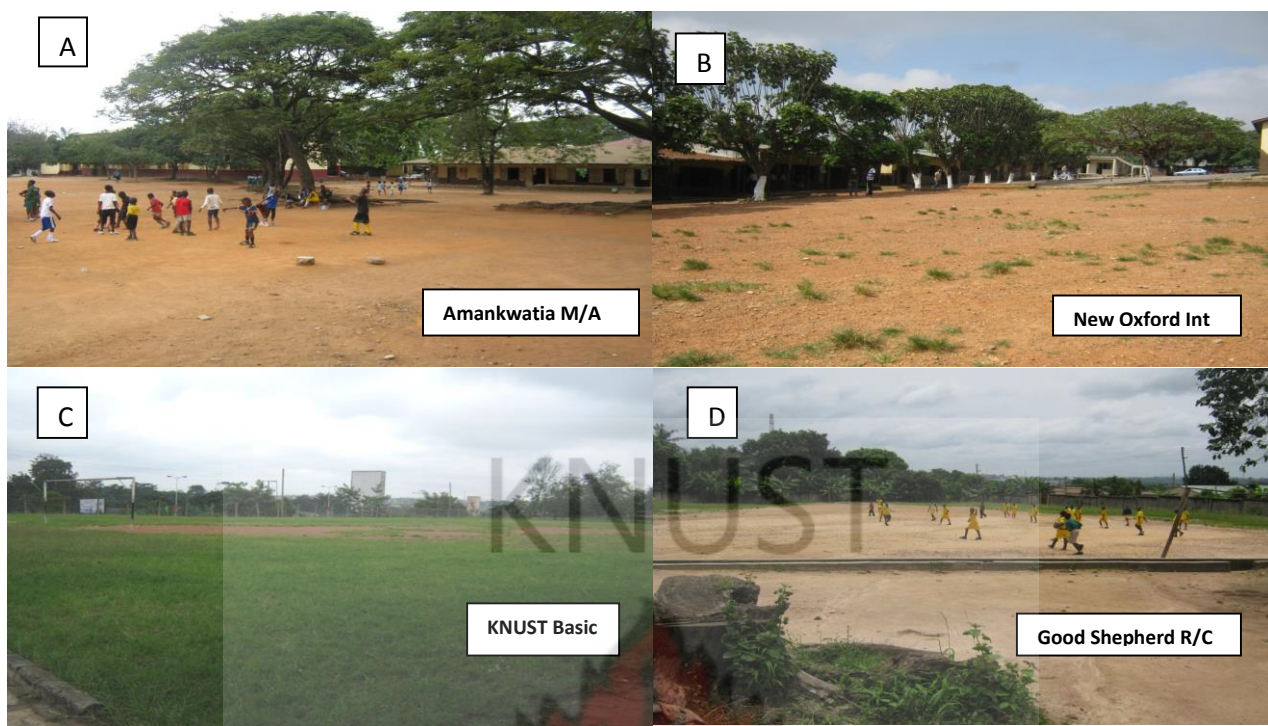 A
B
Amankwatia M/A
New Oxford Int
C
D
KNUST
KNUST Basic
Good Shepherd R/C